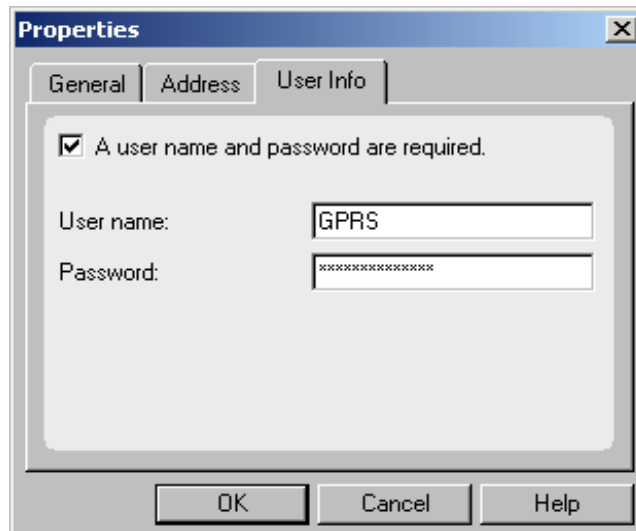 Properties
General Address User Info
A user name and password are required.
User name: GPRS
Password: **************
OK Cancel Help